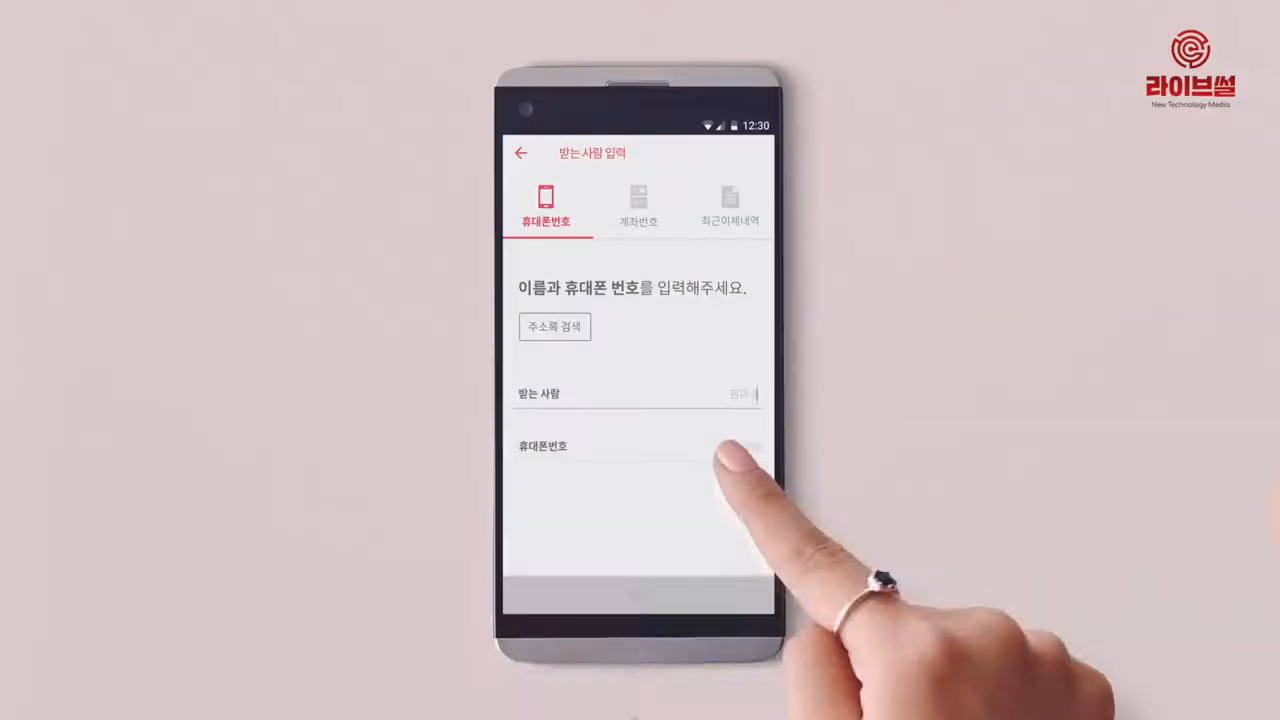 라이브썰
New Technology Media
12:30
받는 사람 입력
휴대폰번호
계좌번호
최근이체내역
이름과 휴대폰 번호를 입력해주세요.
주소록 검색
받는 사람
휴대폰번호